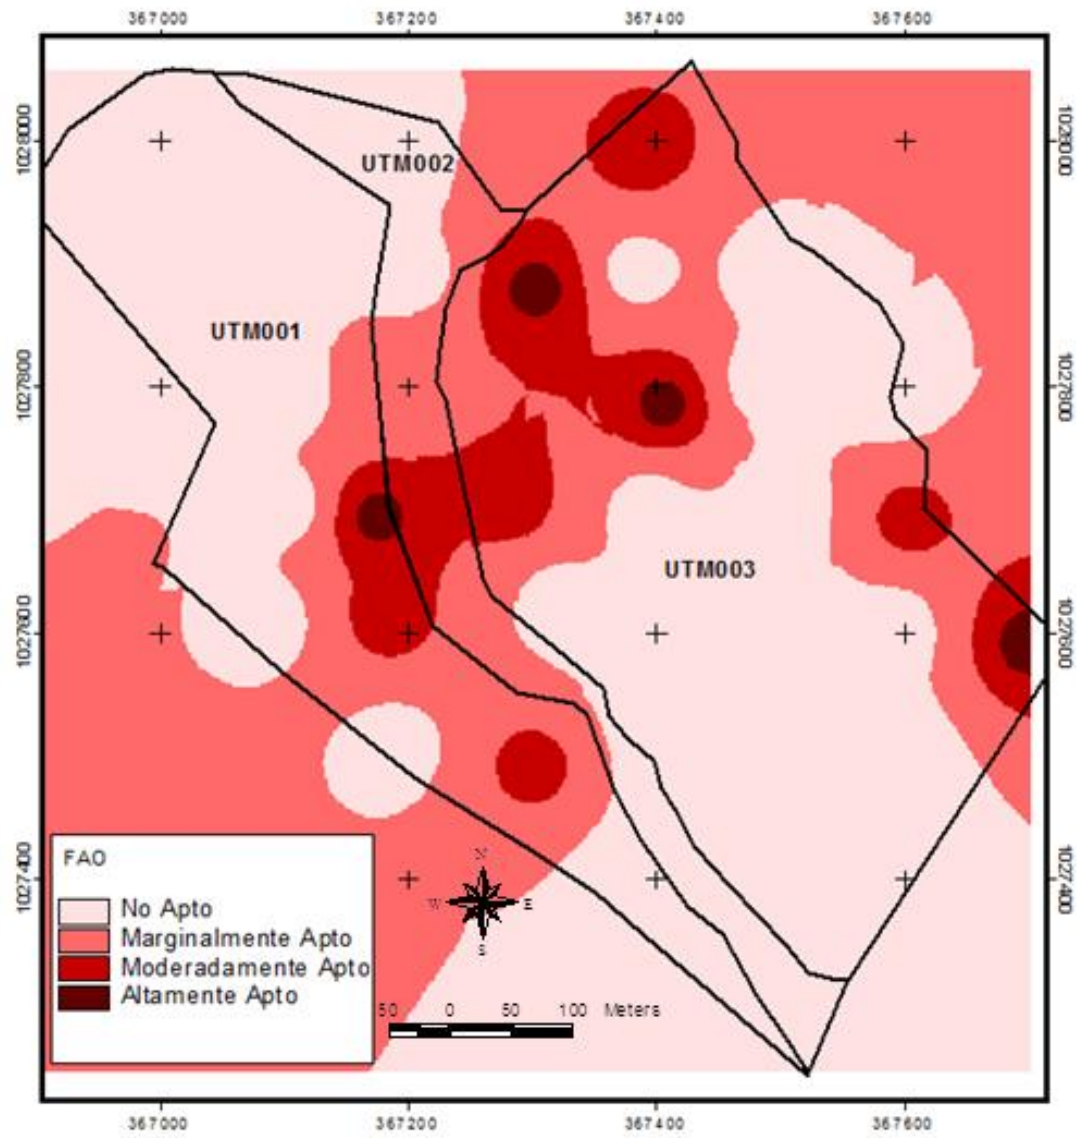 367000 367200 367400 367600
1028000
1028000
UTM002
UTM001
1027800
1027800
UTM003
1027600
1027600
1027400
1027400
FAO
No Apto
Marginalmente Apto
Moderadamente Apto
Altamente Apto
N
W E
S
50 0 50 100 Meters
367000 367200 367400 367600